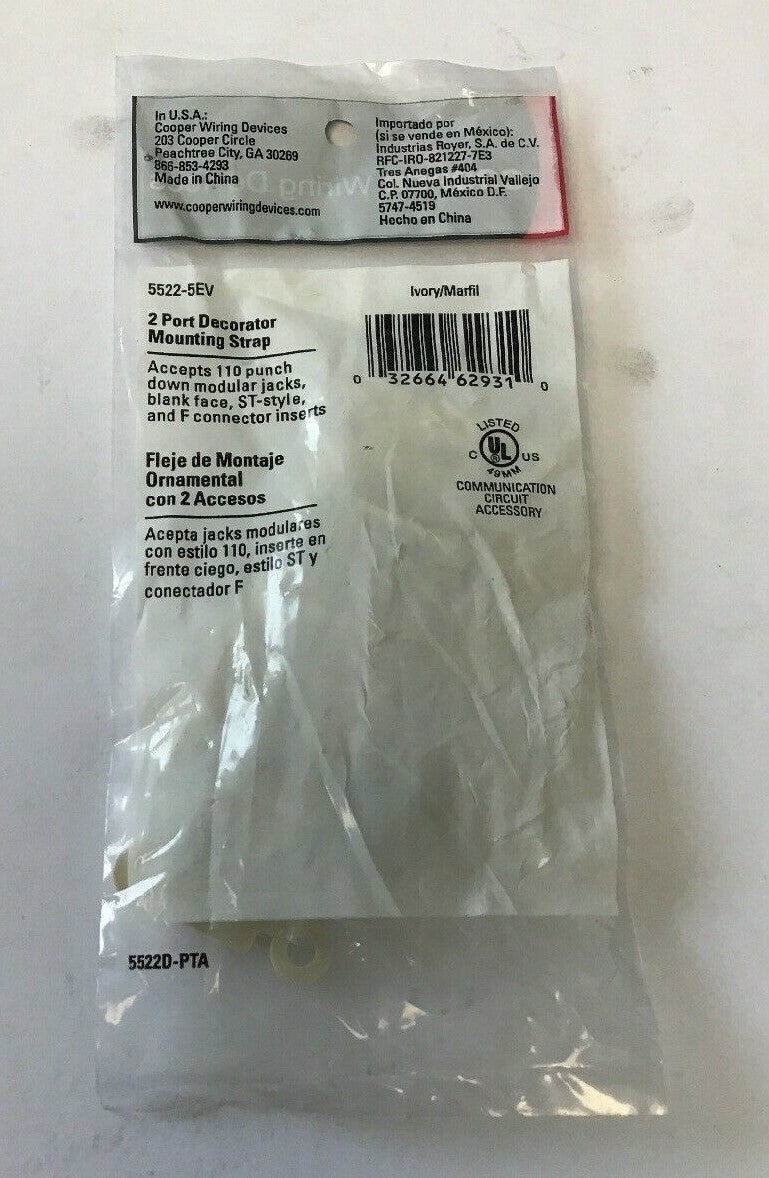 In U.S.A.:
Cooper Wiring Devices
203 Cooper Circle
Peachtree City, GA 30269
866-853-4293
Made in China
www.cooperwiringdevices.com
Importado por
(si se vende en México):
Industrias Royer, S.A. de C.V.
RFC-IRO-821227-7E3
Tres Anegas #404
Col. Nueva Industrial Vallejo
C.P. 07700, México D.F.
5747-4519
Hecho en China
Wiring D
5522-5EV
2 Port Decorator
Mounting Strap
Accepts 110 punch
down modular jacks,
blank face, ST-style,
and F connector inserts
Fleje de Montaje
Ornamental
con 2 Accesos
Acepta jacks modulares
con estilo 110, inserte en
frente ciego, estilo ST y
conectador F
Ivory/Marfil
0 32664 62931 0
LISTED
C UL ® US
49MM
COMMUNICATION
CIRCUIT
ACCESSORY
5522D-PTA